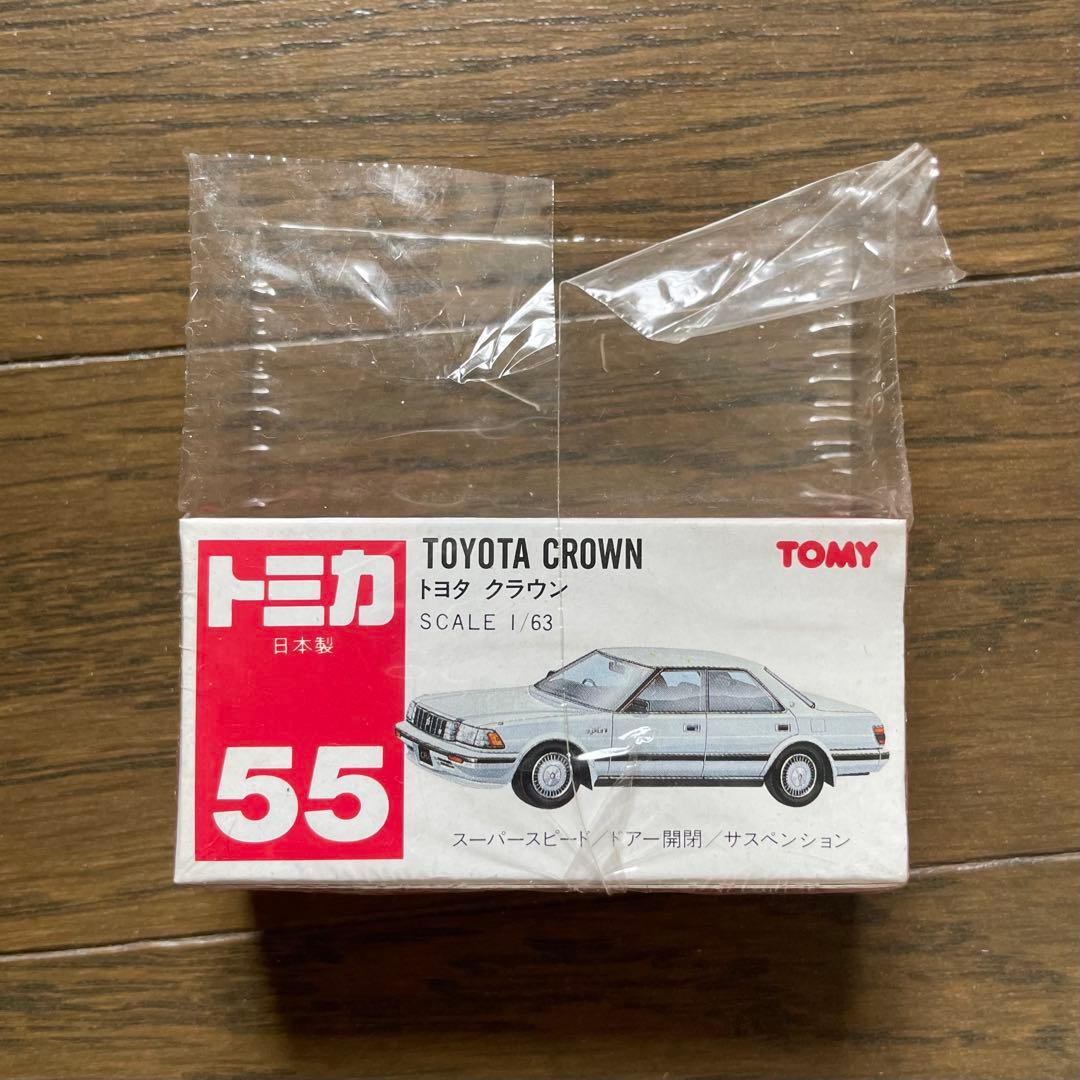 トミカ
日本製
55
TOYOTA CROWN
トヨタ クラウン
SCALE 1/63
TOMY
スーパースピード/ドアー開閉/サスペンション